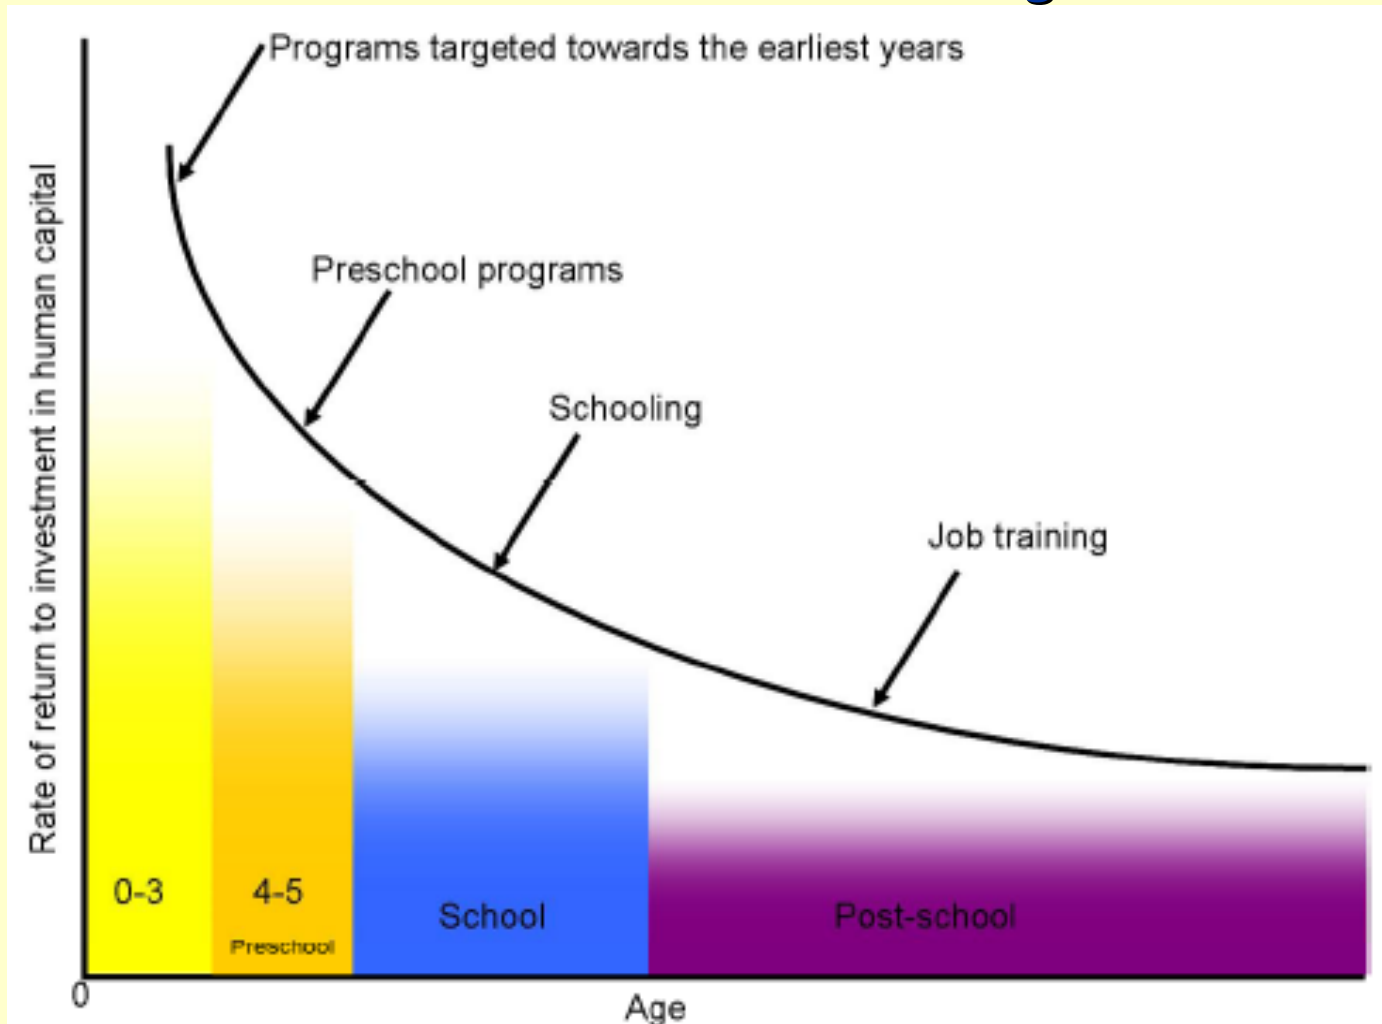 Programs targeted towards the earliest years
Preschool programs
Schooling
Job training
Rate of return to investment in human capital
0-3
4-5
Preschool
School
Post-school
0
Age